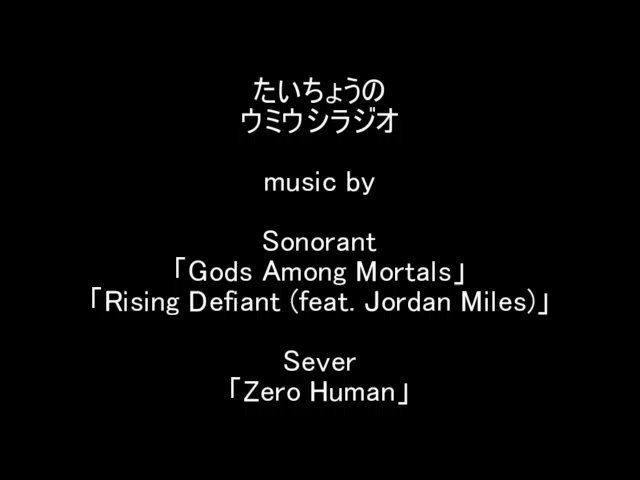 たいちょうの
ウミウシラジオ
music by
Sonorant
「Gods Among Mortals」
「Rising Defiant (feat. Jordan Miles)」
Sever
「Zero Human」